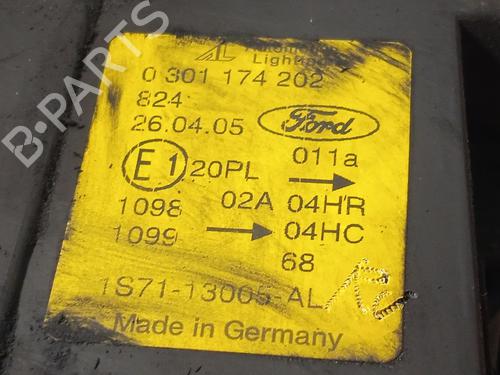 B-PARTS
AL Automotive
Lighting
0 301 174 202
824
26.04.05 Ford
E1 20PL 011a
1098 02A 04HR
1099 04HC
68
1S71-13005-AL
Made in Germany